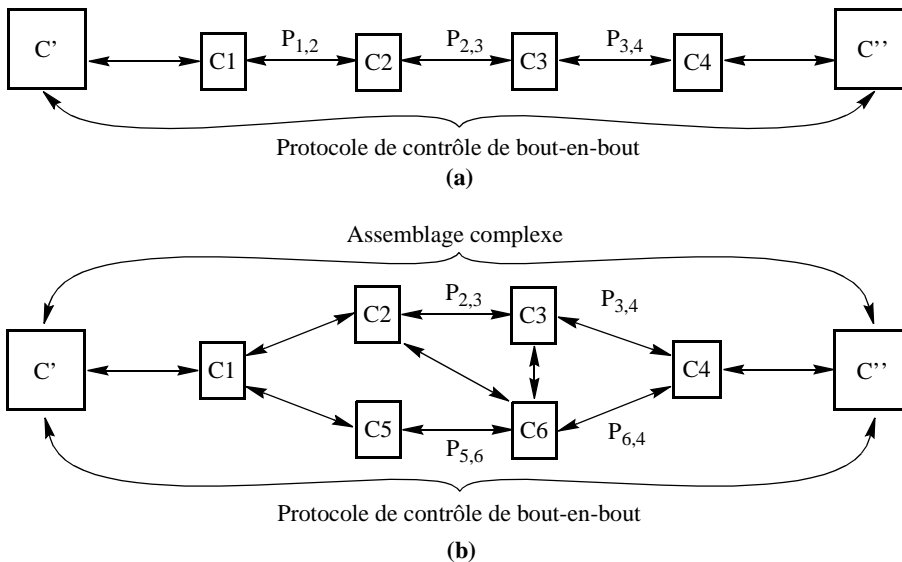 C' C1 P1,2 C2 P2,3 C3 P3,4 C4 C''
Protocole de contrôle de bout-en-bout
(a)
Assemblage complexe
C2 P2,3 C3 P3,4
C' C1 C4 C''
C5 P5,6 C6 P6,4
Protocole de contrôle de bout-en-bout
(b)